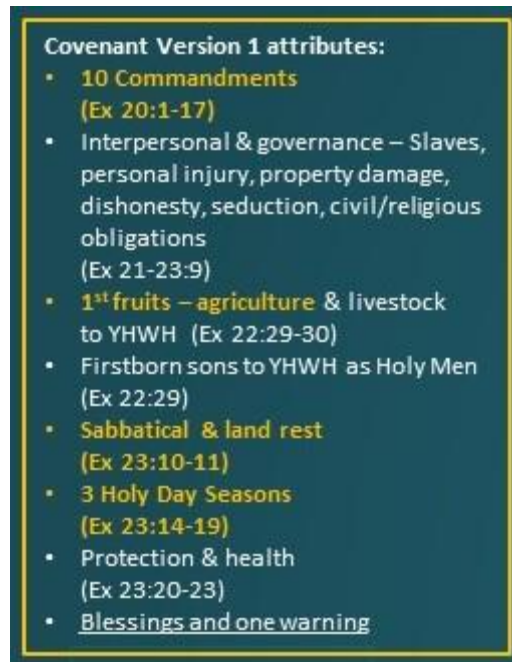 Covenant Version 1 attributes:
• 10 Commandments
(Ex 20:1-17)
• Interpersonal & governance – Slaves,
personal injury, property damage,
dishonesty, seduction, civil/religious
obligations
(Ex 21-23:9)
• 1st fruits – agriculture & livestock
to YHWH (Ex 22:29-30)
• Firstborn sons to YHWH as Holy Men
(Ex 22:29)
• Sabbatical & land rest
(Ex 23:10-11)
• 3 Holy Day Seasons
(Ex 23:14-19)
• Protection & health
(Ex 23:20-23)
• Blessings and one warning